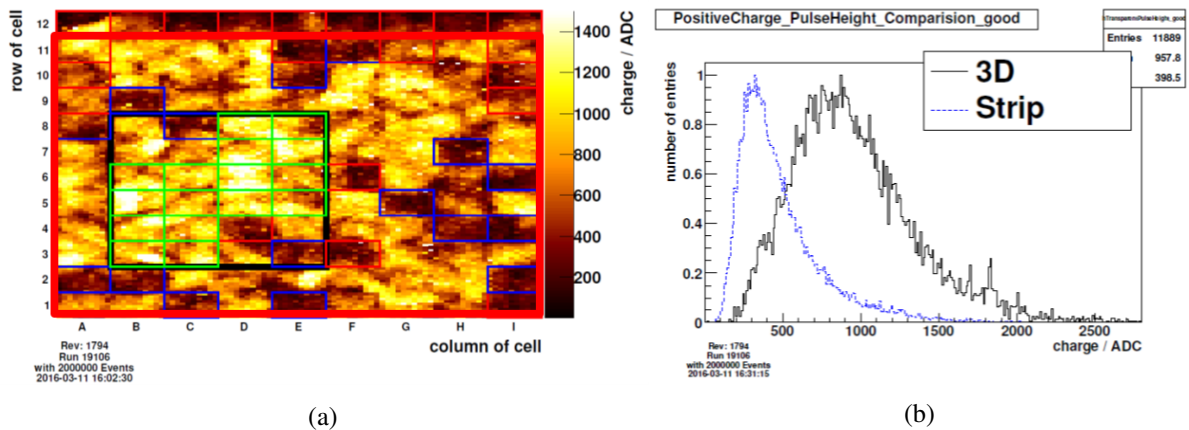 row of cell
12
11
10
9
8
7
6
5
4
3
2
1
A B C D E F G H I
column of cell
1400
1200
1000
800
600
400
200
charge / ADC
Rev: 1794
Run 19106
with 2000000 Events
2016-03-11 16:02:30
(a)
PositiveCharge_PulseHeight_Comparision_good
Entries 11889
957.8
398.5
3D
Strip
number of entries
1
0.8
0.6
0.4
0.2
0
500 1000 1500 2000 2500
charge / ADC
Rev: 1794
Run 19106
with 2000000 Events
2016-03-11 16:31:15
(b)